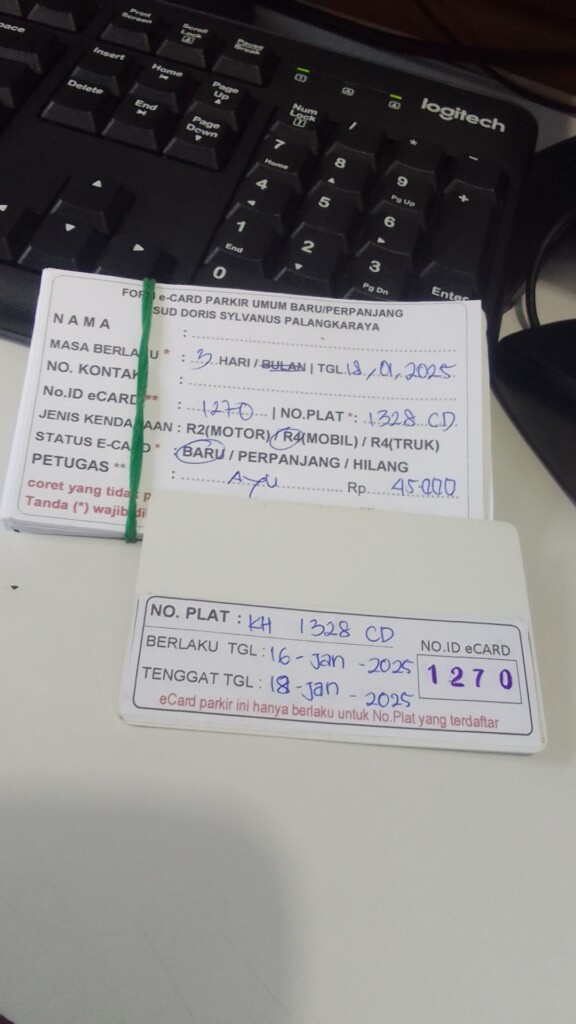 Print
Screen
Scroll
Lock
Pause
Break
Insert
Home
Page
Up
Delete
End
Page
Down
logitech
Num
Lock
/
*
-
7
Home
8
9
Pg Up
+
4
5
6
1
End
2
3
Pg Dn
0
Enter
e-CARD PARKIR UMUM BARU/PERPANJANG
SUD DORIS SYLVANUS PALANGKARAYA
NAMA :
MASA BERLAKU * : 3 HARI / BULAN | TGL 18, 01, 2025
NO. KONTAK :
No.ID eCARD ** : 1270 | NO.PLAT *: 1328 CD
JENIS KENDARAAN : R2(MOTOR) / R4(MOBIL) / R4(TRUK)
STATUS E-CARD * : BARU / PERPANJANG / HILANG
PETUGAS ** : Ayu Rp. 45.000
coret yang tidak p
Tanda (*) wajib di
NO. PLAT : KH 1328 CD
BERLAKU TGL : 16 - Jan - 2025
NO.ID eCARD
1270
TENGGAT TGL : 18 - Jan - 2025
eCard parkir ini hanya berlaku untuk No.Plat yang terdaftar